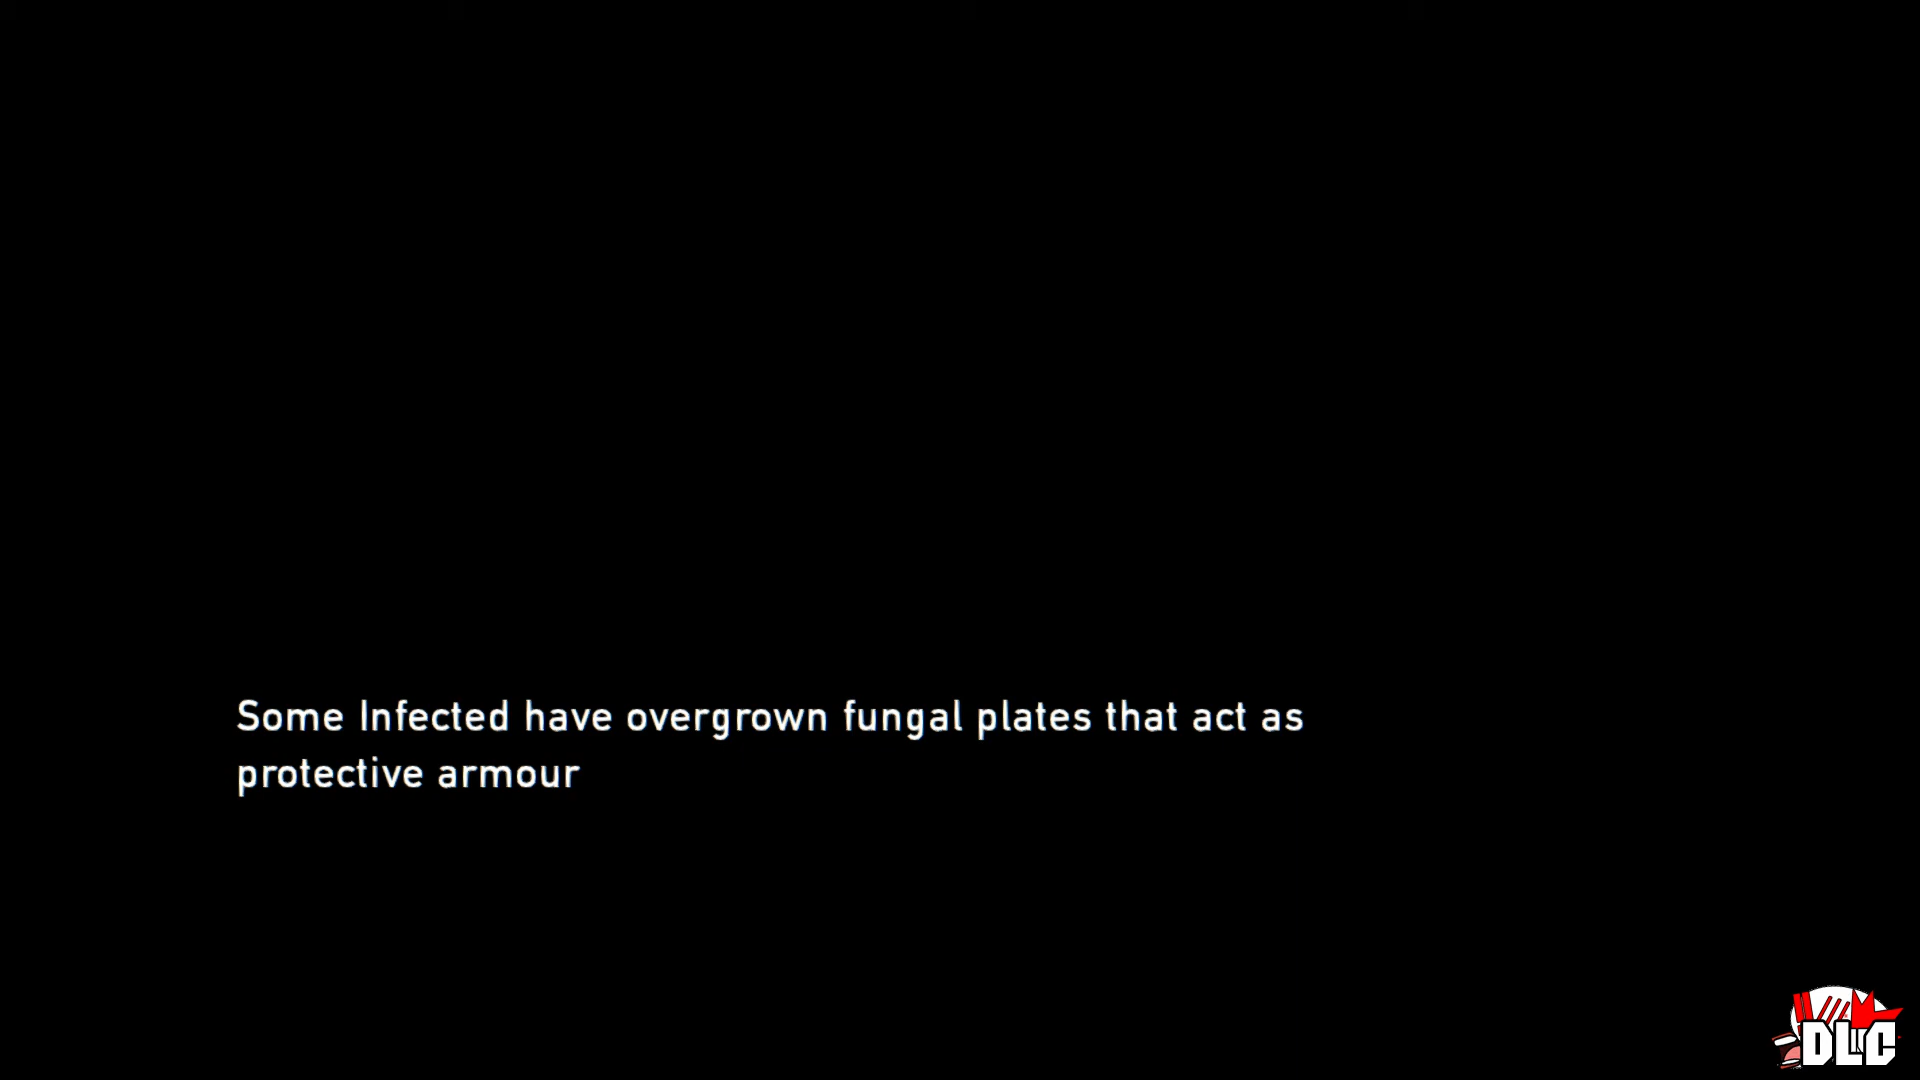 Some Infected have overgrown fungal plates that act as
protective armour
DLC